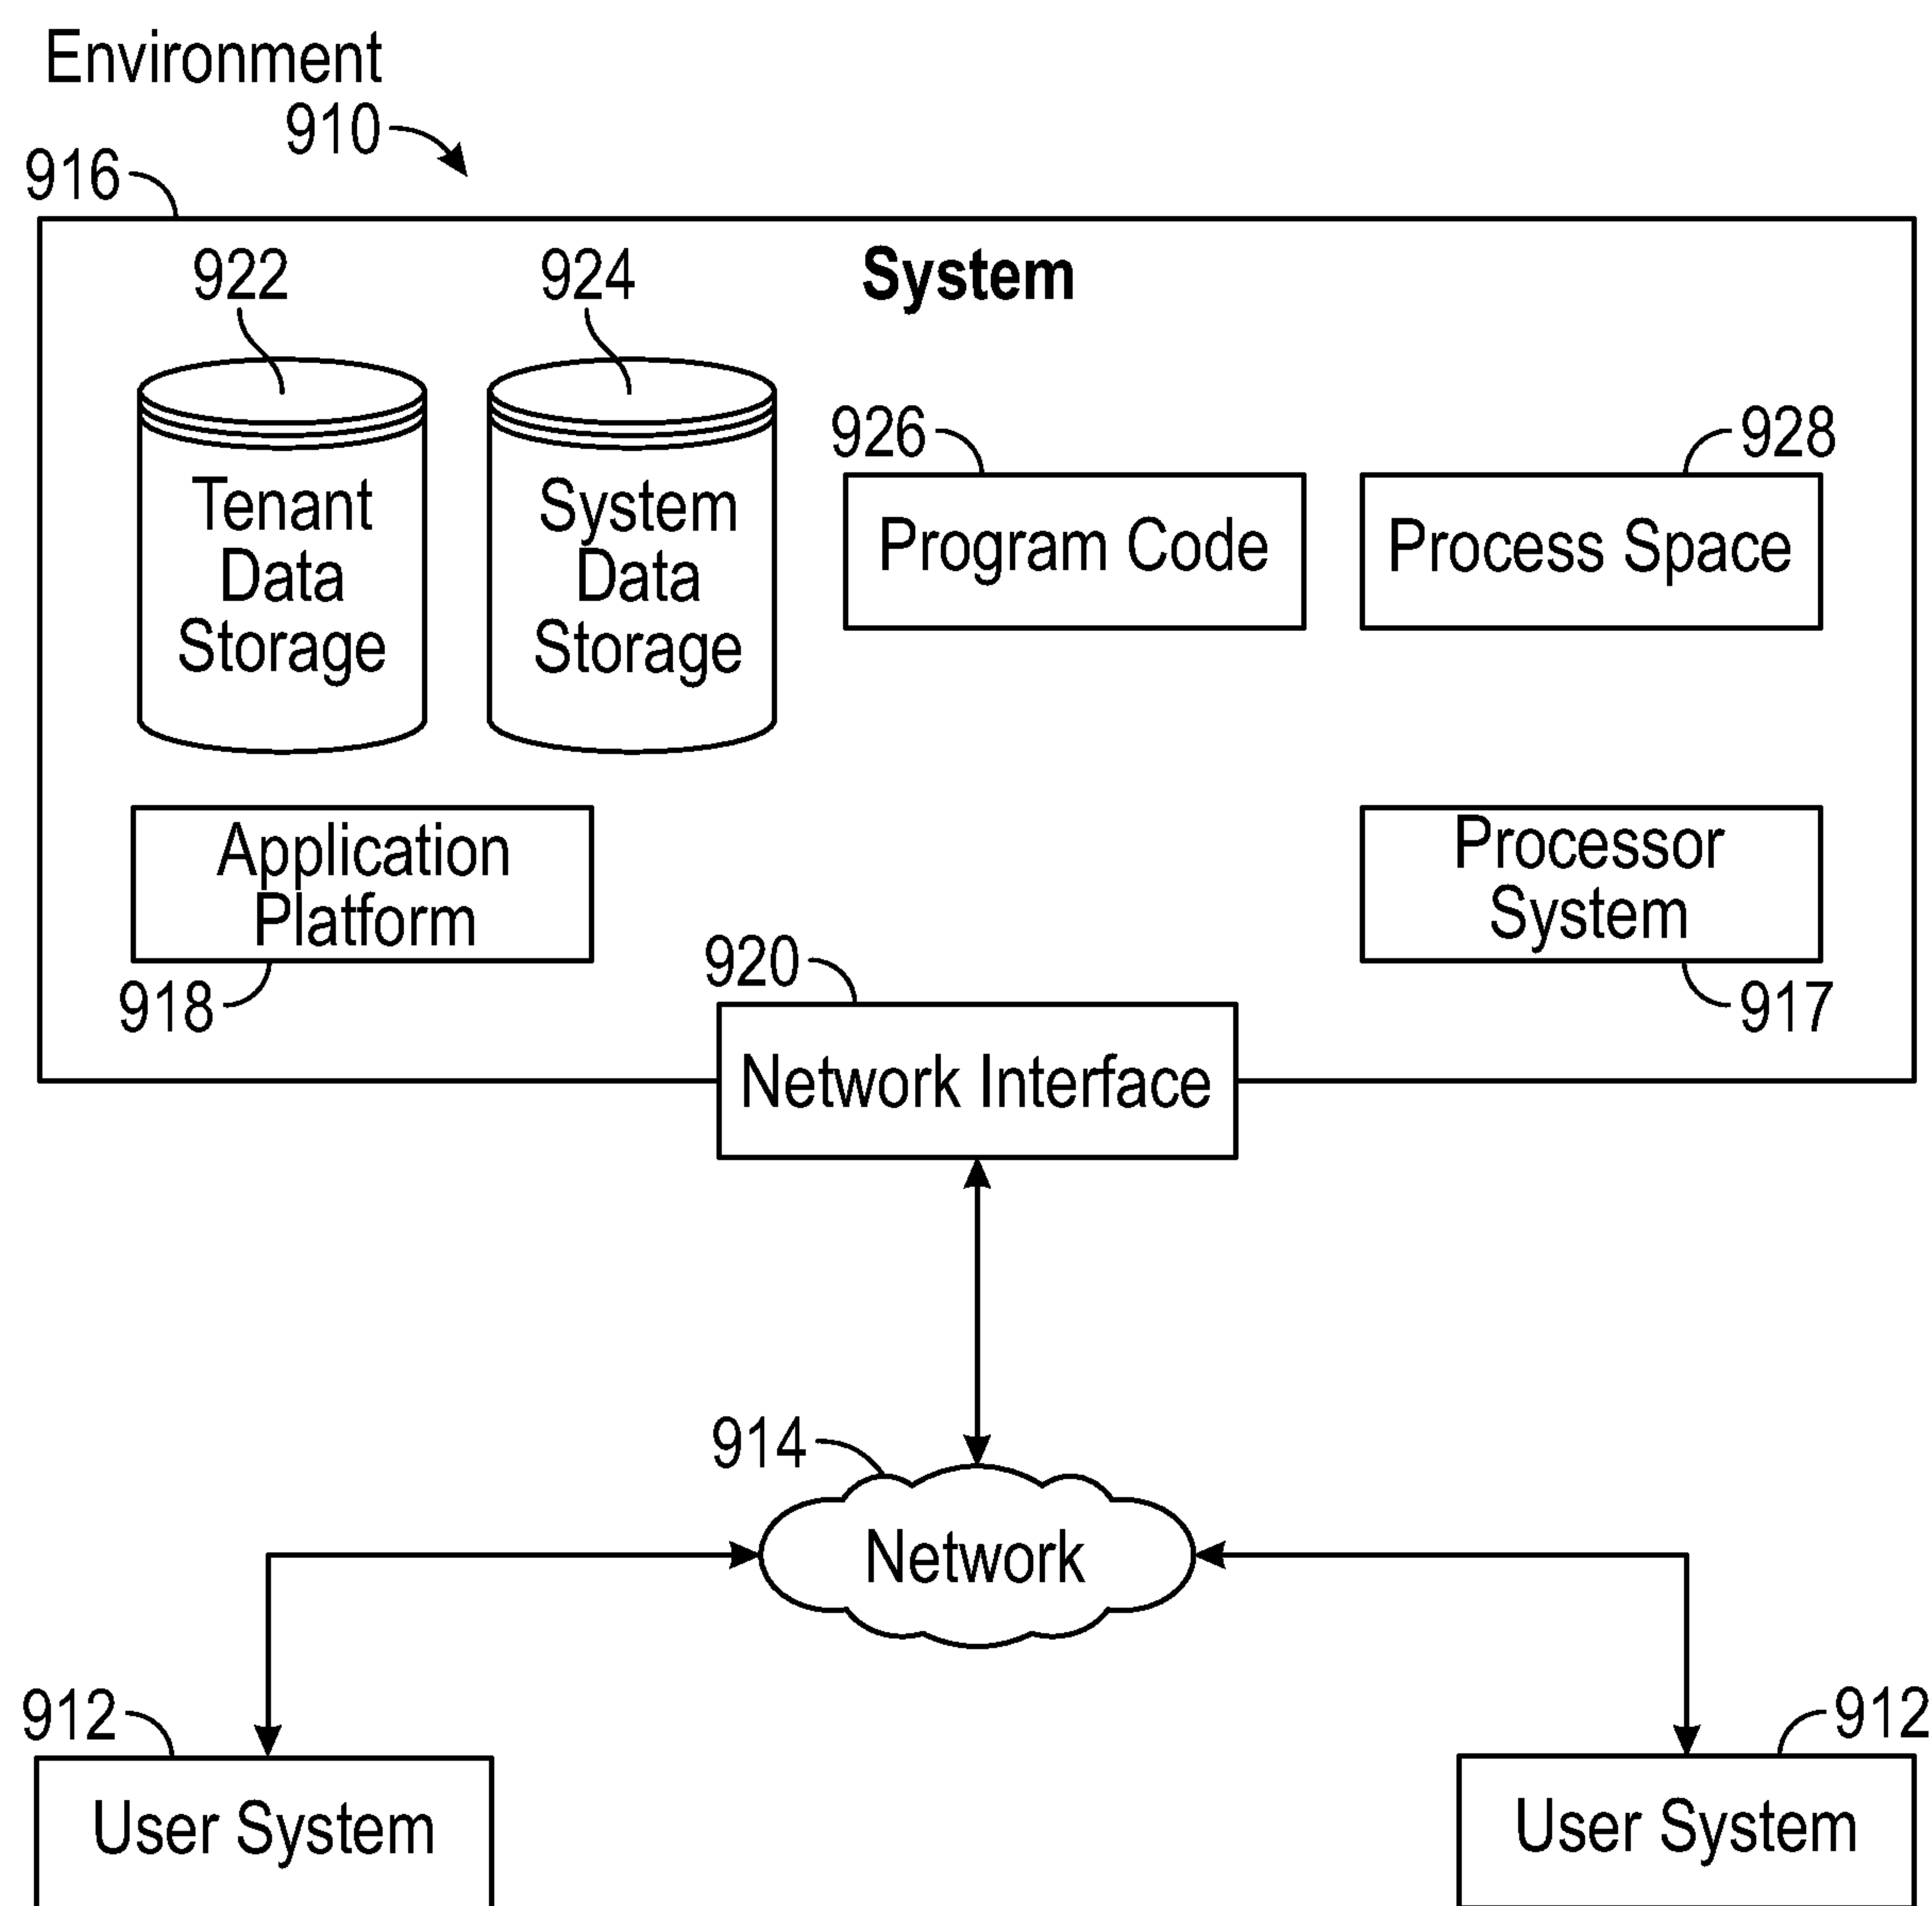 Environment
910
916
System
922
924
926
928
Tenant
Data
Storage
System
Data
Storage
Program Code
Process Space
Application
Platform
Processor
System
918
920
917
Network Interface
914
Network
912
912
User System
User System